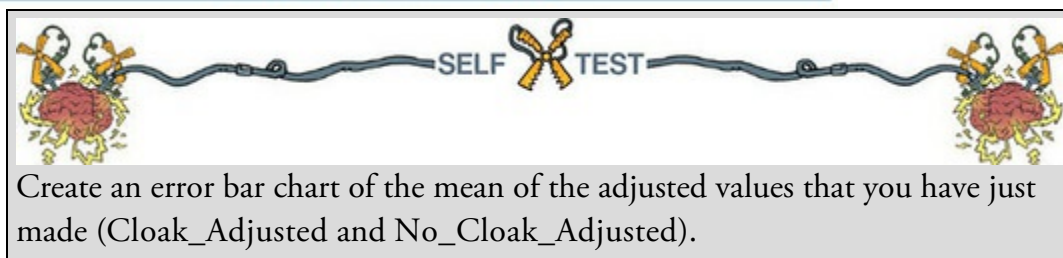 SELF TEST
Create an error bar chart of the mean of the adjusted values that you have just
made (Cloak_Adjusted and No_Cloak_Adjusted).